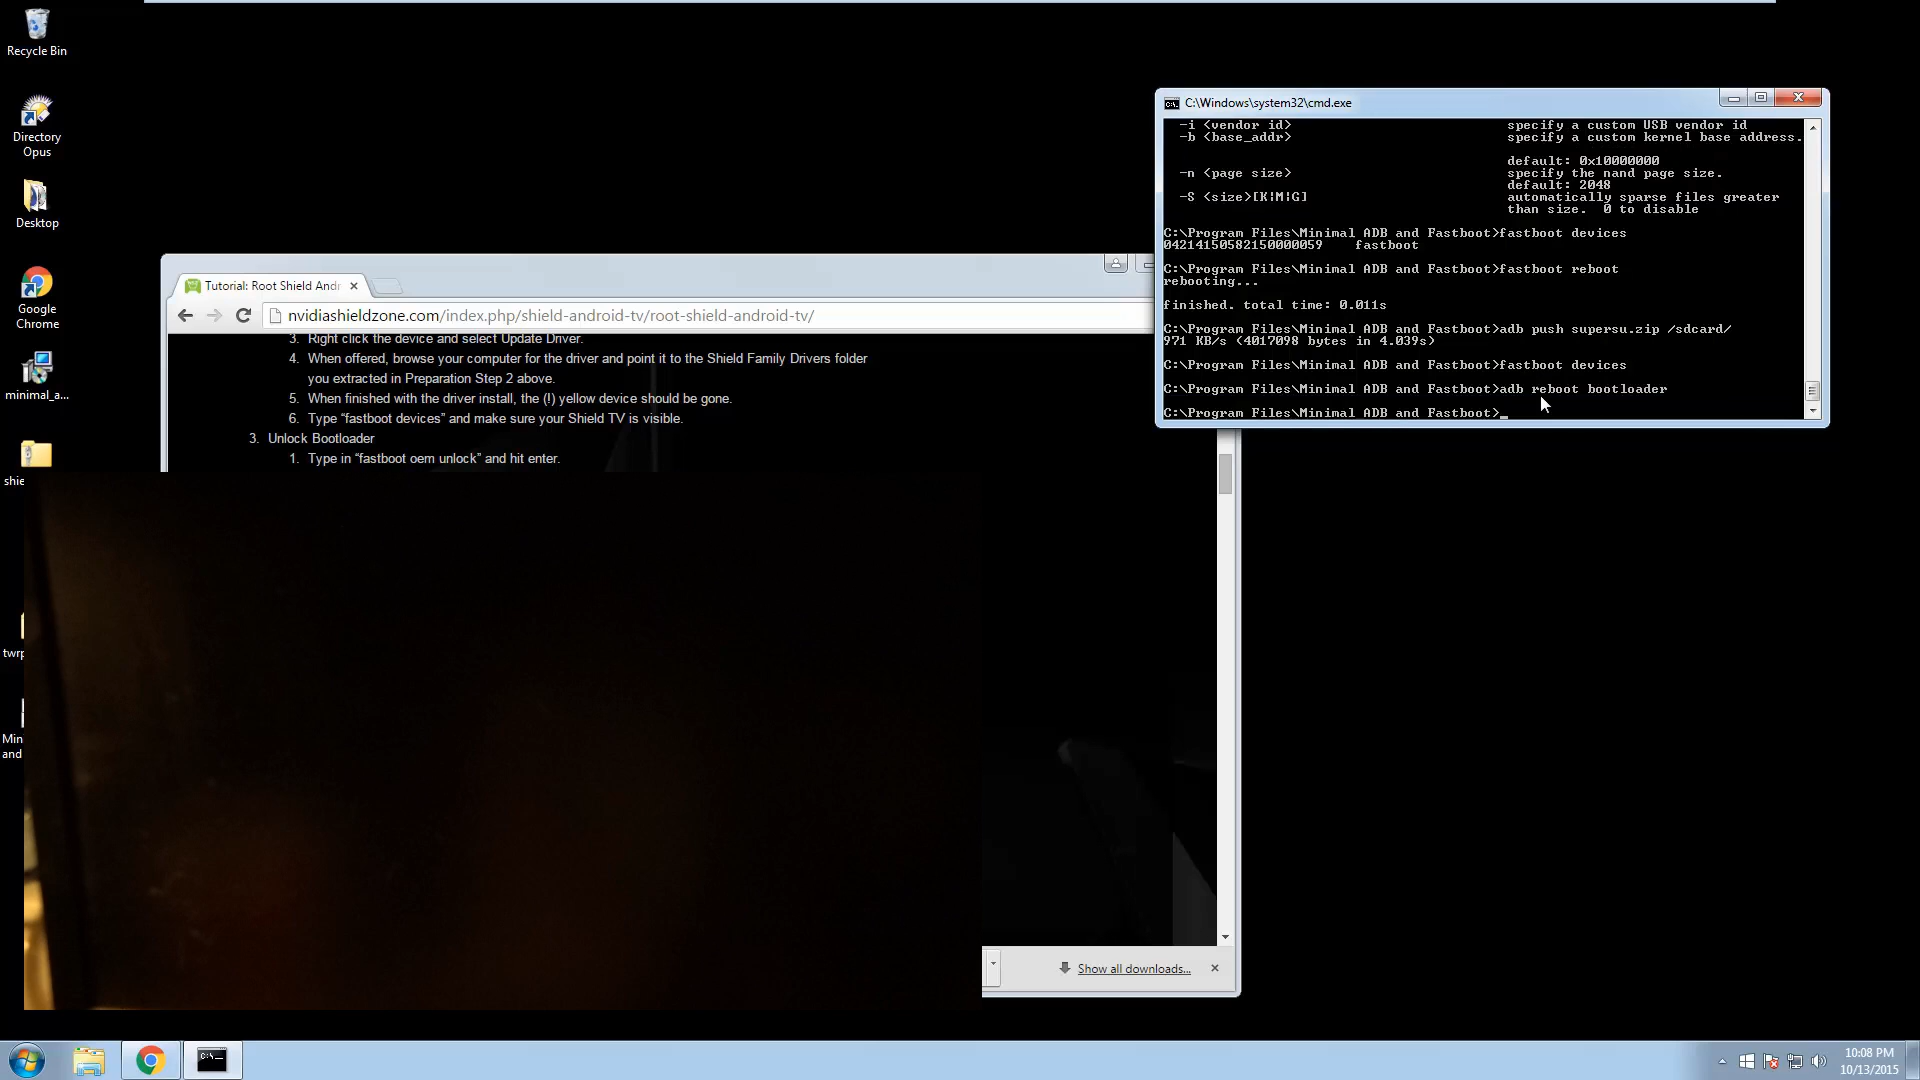 Recycle Bin
Directory
Opus
Desktop
Google
Chrome
minimal_a...
shie
twrp
Min
and
C:\Windows\system32\cmd.exe
-i <vendor id> specify a custom USB vendor id
-b <base_addr> specify a custom kernel base address.
default: 0x10000000
-n <page size> specify the nand page size.
default: 2048
-S <size>[K|M|G] automatically sparse files greater
than size. 0 to disable
C:\Program Files\Minimal ADB and Fastboot>fastboot devices
04214150582150000059 fastboot
C:\Program Files\Minimal ADB and Fastboot>fastboot reboot
rebooting...
finished. total time: 0.011s
C:\Program Files\Minimal ADB and Fastboot>adb push supersu.zip /sdcard/
971 KB/s (4017098 bytes in 4.039s)
C:\Program Files\Minimal ADB and Fastboot>fastboot devices
C:\Program Files\Minimal ADB and Fastboot>adb reboot bootloader
C:\Program Files\Minimal ADB and Fastboot>_
Tutorial: Root Shield Andr
nvidiashieldzone.com/index.php/shield-android-tv/root-shield-android-tv/
3. Right click the device and select Update Driver.
4. When offered, browse your computer for the driver and point it to the Shield Family Drivers folder
you extracted in Preparation Step 2 above.
5. When finished with the driver install, the (!) yellow device should be gone.
6. Type “fastboot devices” and make sure your Shield TV is visible.
3. Unlock Bootloader
1. Type in “fastboot oem unlock” and hit enter.
Show all downloads...
10:08 PM
10/13/2015